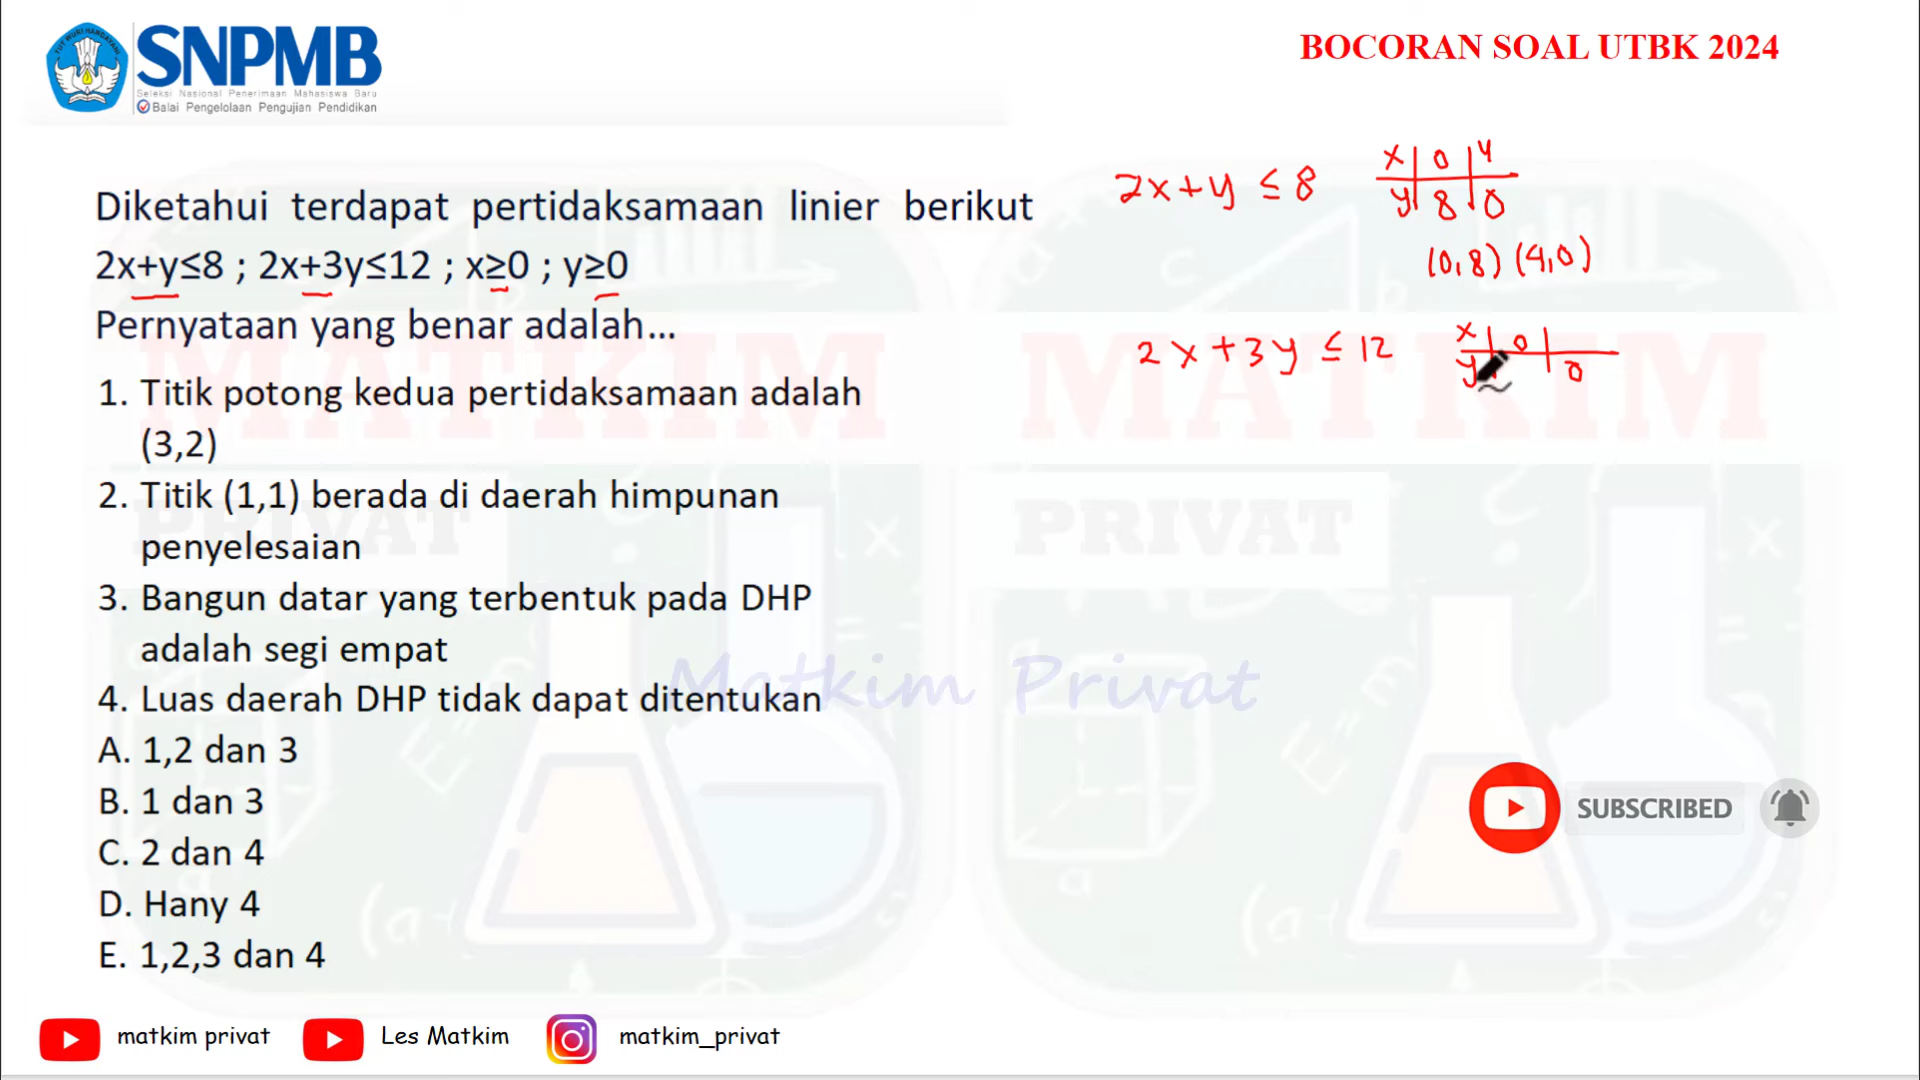 SNPMB
Seleksi Nasional Penerimaan Mahasiswa Baru
Balai Pengelolaan Pengujian Pendidikan
TUT WURI HANDAYANI
BOCORAN SOAL UTBK 2024
Diketahui terdapat pertidaksamaan linier berikut
2x+y≤8 ; 2x+3y≤12 ; x≥0 ; y≥0
Pernyataan yang benar adalah...
1. Titik potong kedua pertidaksamaan adalah
(3,2)
2. Titik (1,1) berada di daerah himpunan
penyelesaian
3. Bangun datar yang terbentuk pada DHP
adalah segi empat
4. Luas daerah DHP tidak dapat ditentukan
A. 1,2 dan 3
B. 1 dan 3
C. 2 dan 4
D. Hany 4
E. 1,2,3 dan 4
2x+y ≤ 8
x | 0 | 4
y | 8 | 0
(0,8) (4,0)
2x+3y ≤ 12
x | 0 |
y | | 0
MATKIM
PRIVAT
MATKIM
PRIVAT
Matkim Privat
SUBSCRIBED
matkim privat
Les Matkim
matkim_privat